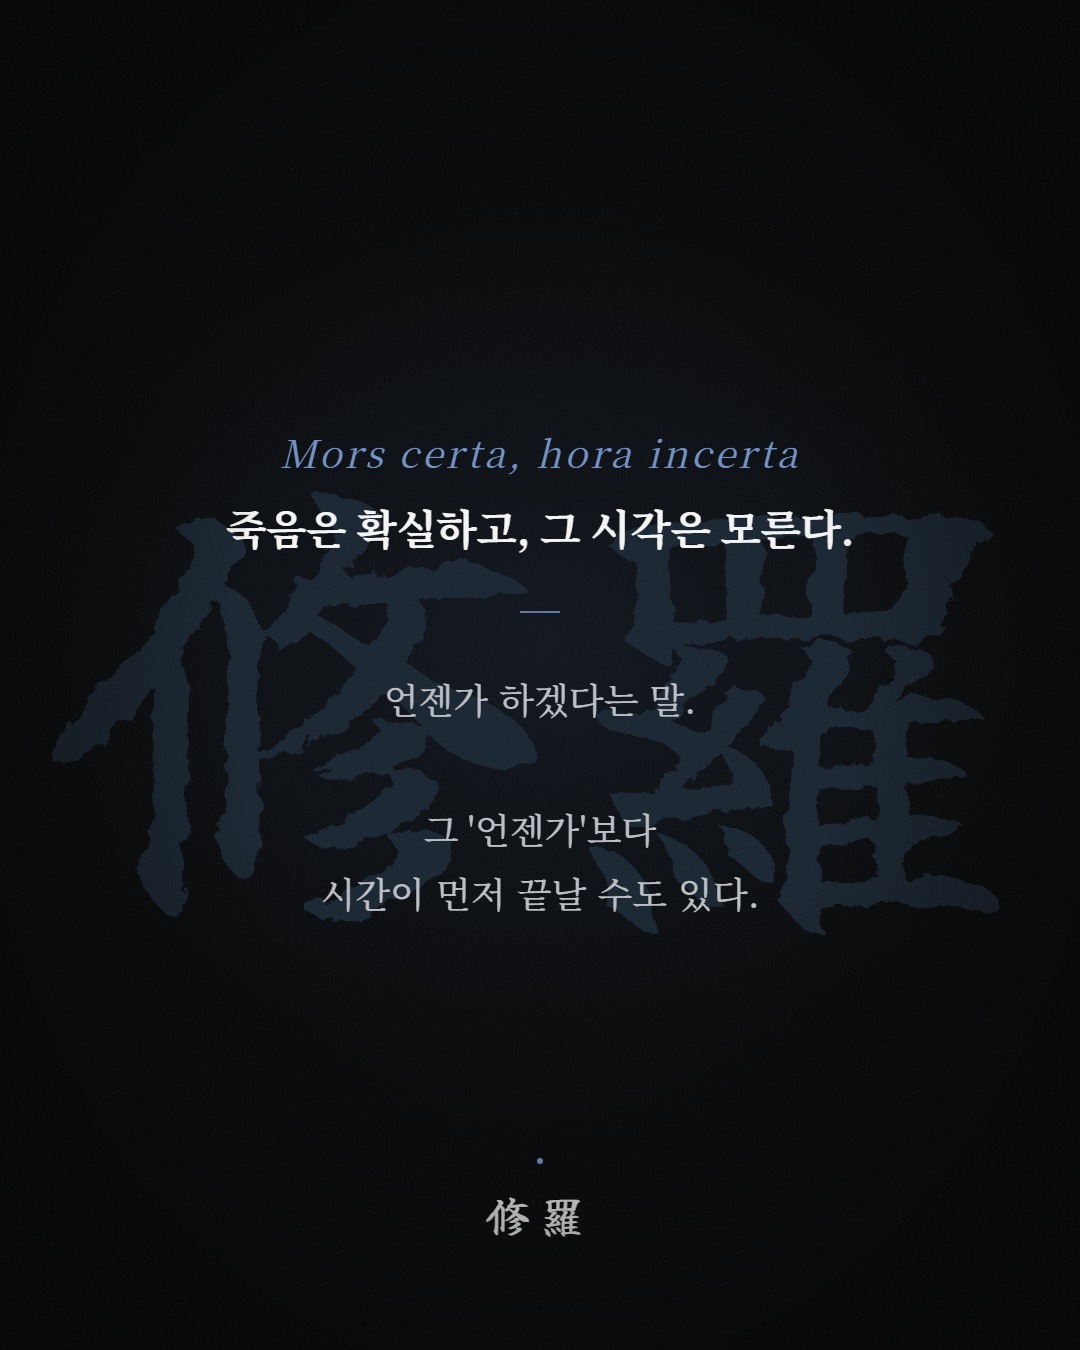 Mors certa, hora incerta
죽음은 확실하고, 그 시각은 모른다.
修羅
언젠가 하겠다는 말.
그 '언젠가'보다
시간이 먼저 끝날 수도 있다.
修羅